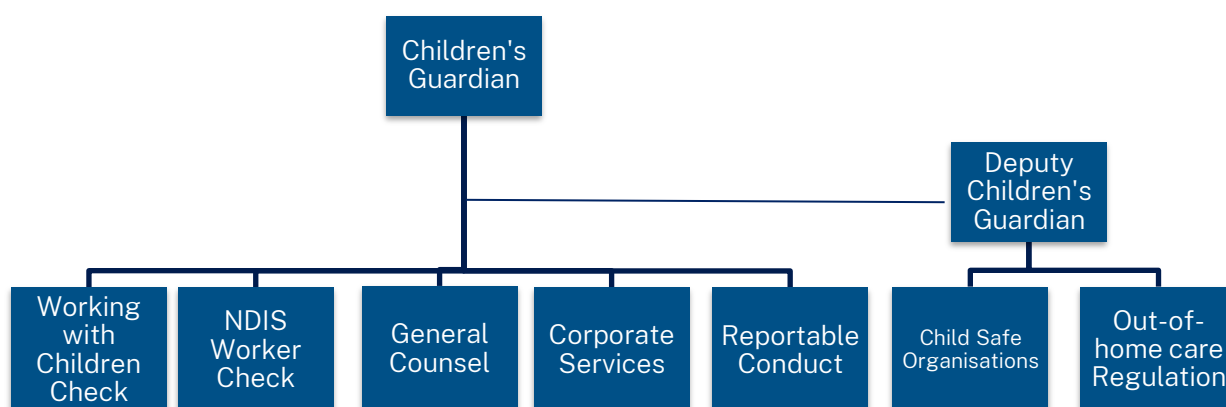 Children's
Guardian
Deputy
Children's
Guardian
Working
with
Children
Check
NDIS
Worker
Check
General
Counsel
Corporate
Services
Reportable
Conduct
Child Safe
Organisations
Out-of-
home care
Regulation